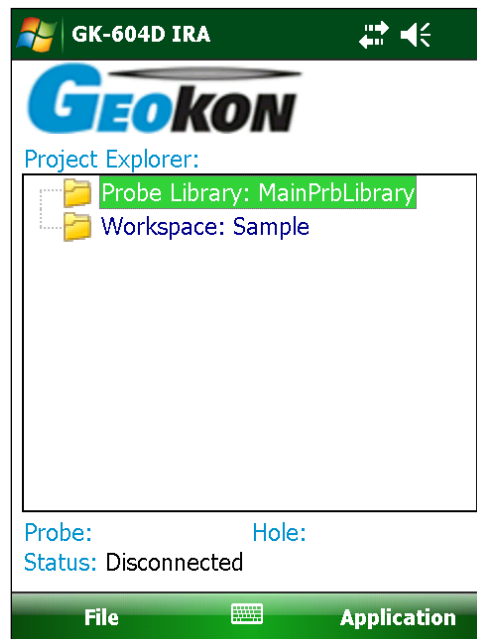 GK-604D IRA
GEOKON
Project Explorer:
Probe Library: MainPrbLibrary
Workspace: Sample
Probe: Hole:
Status: Disconnected
File Application